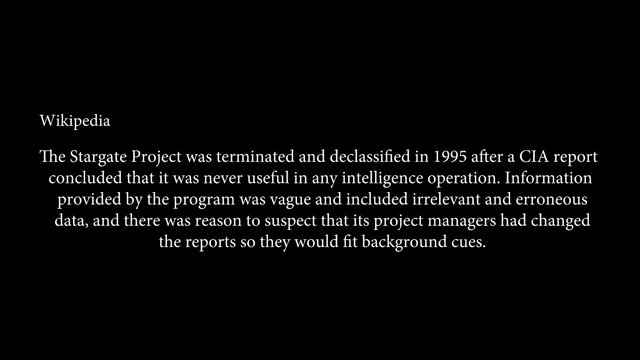 Wikipedia
The Stargate Project was terminated and declassified in 1995 after a CIA report
concluded that it was never useful in any intelligence operation. Information
provided by the program was vague and included irrelevant and erroneous
data, and there was reason to suspect that its project managers had changed
the reports so they would fit background cues.